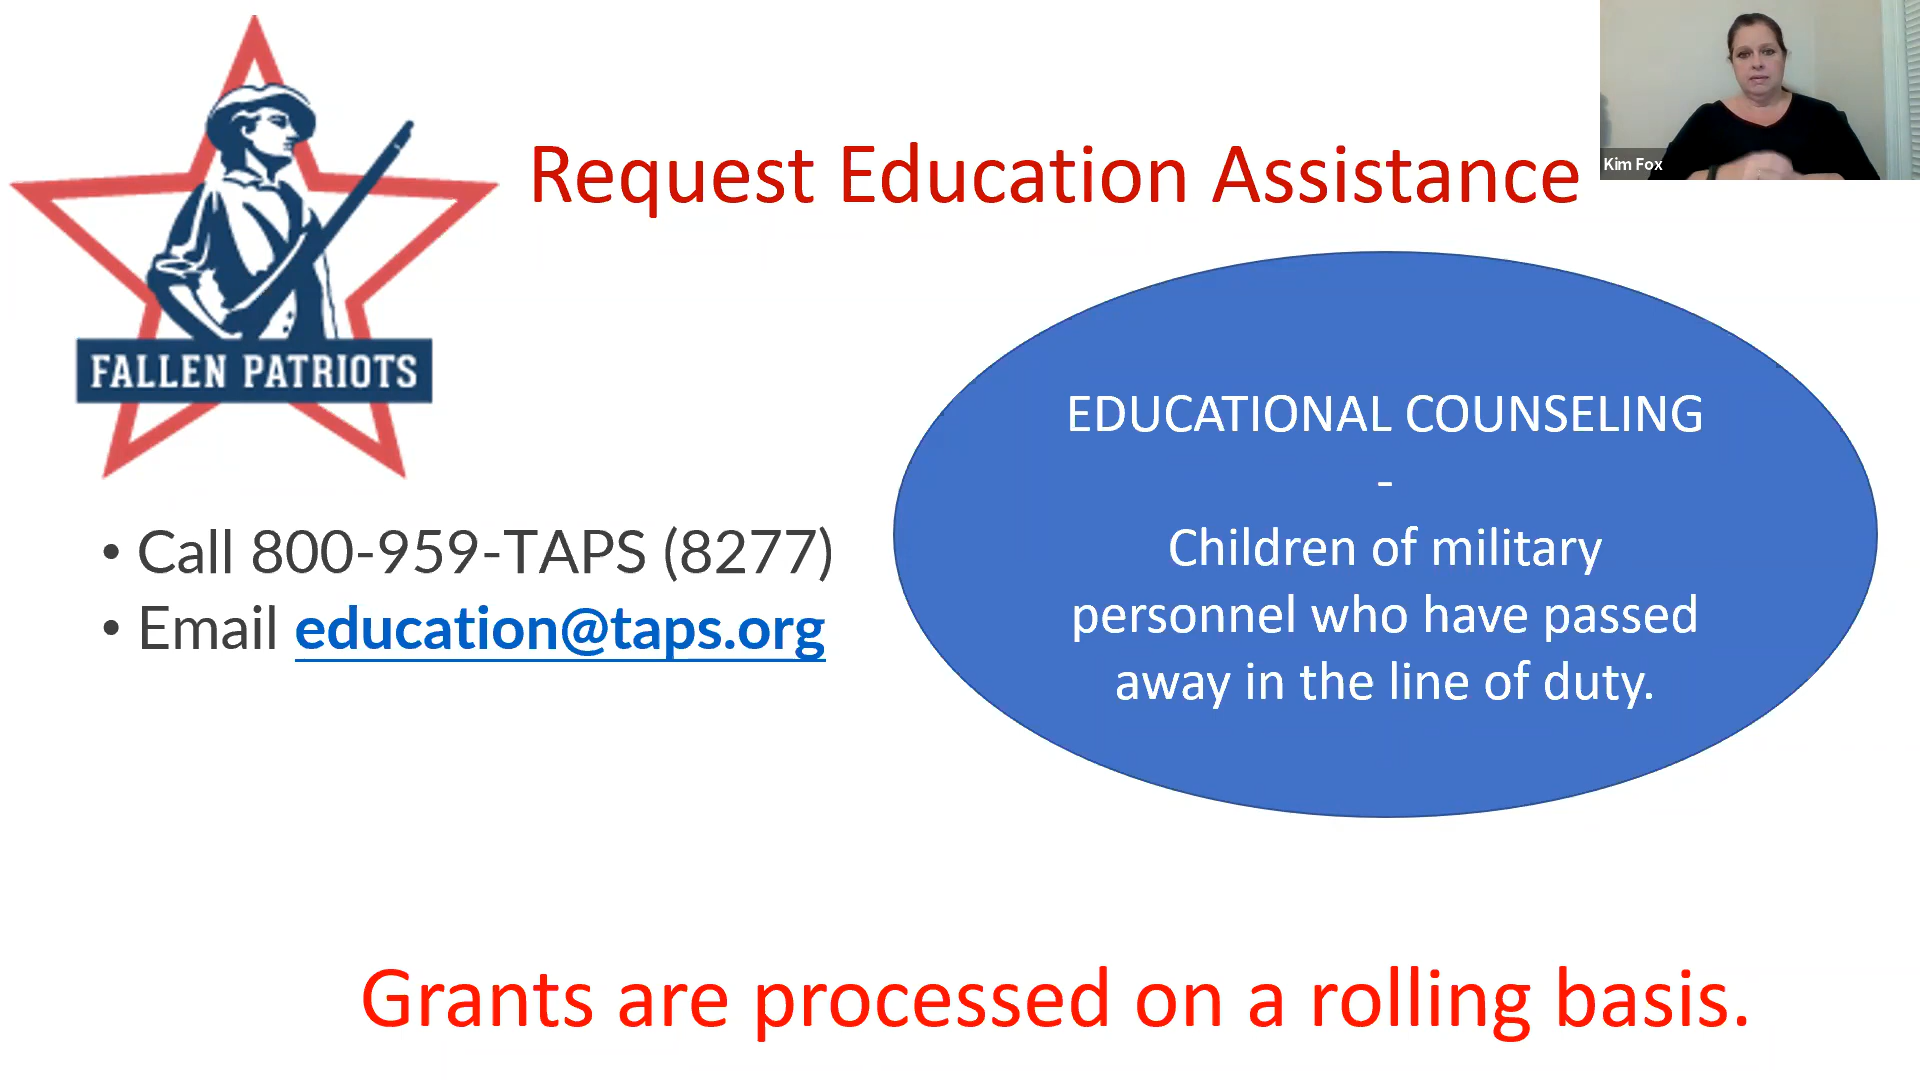 Kim Fox
Request Education Assistance
FALLEN PATRIOTS
• Call 800-959-TAPS (8277)
• Email education@taps.org
EDUCATIONAL COUNSELING
-
Children of military
personnel who have passed
away in the line of duty.
Grants are processed on a rolling basis.